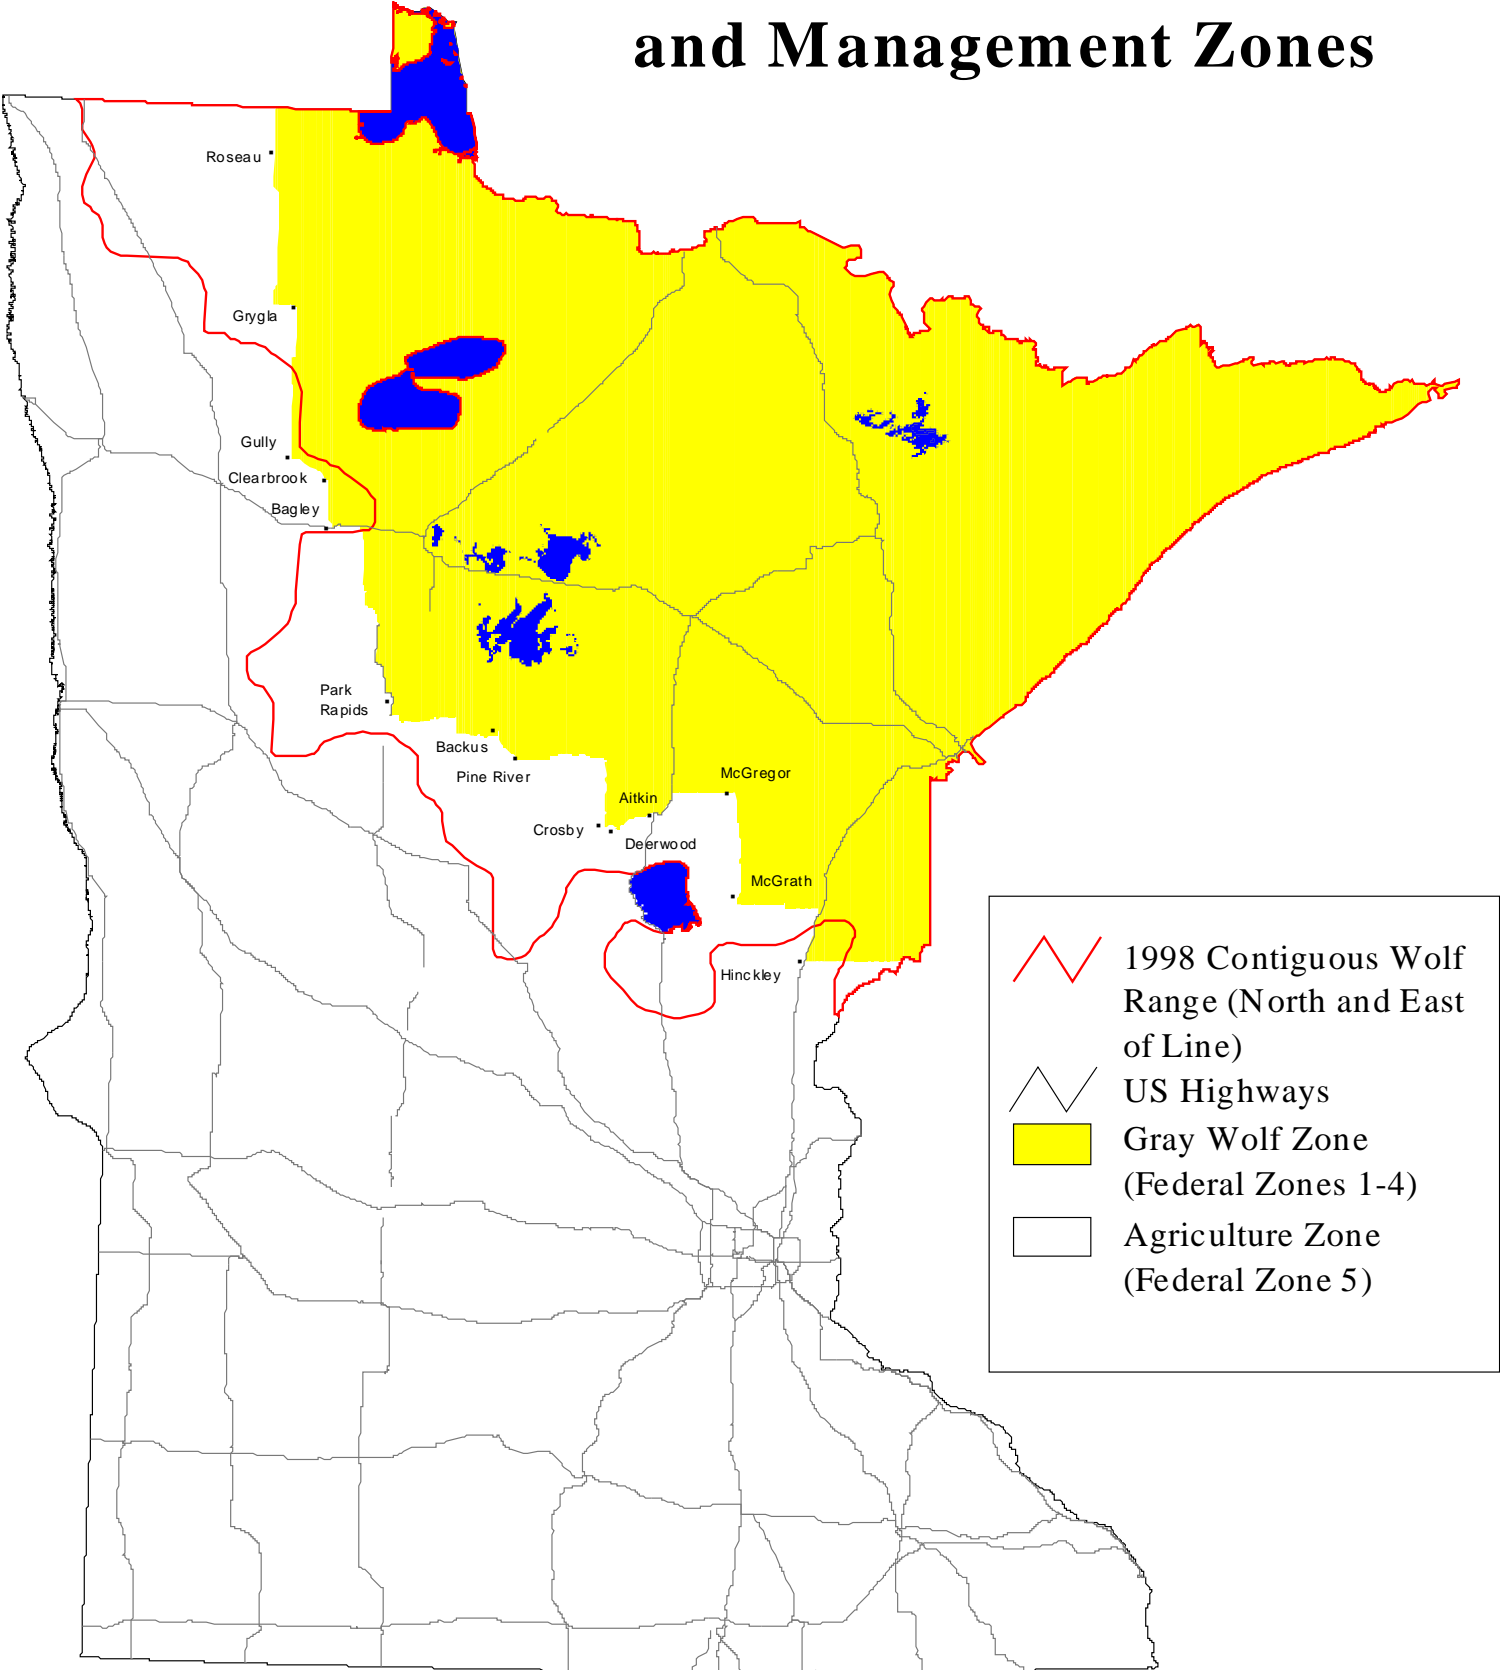 and Management Zones
Roseau
Grygla
Gully
Clearbrook
Bagley
Park
Rapids
Backus
Pine River
McGregor
Aitkin
Crosby
Deerwood
McGrath
Hinckley
1998 Contiguous Wolf
Range (North and East
of Line)
US Highways
Gray Wolf Zone
(Federal Zones 1-4)
Agriculture Zone
(Federal Zone 5)